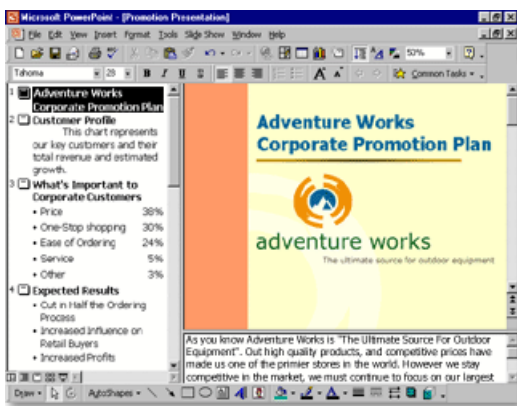 Microsoft PowerPoint - [Promotion Presentation]
File Edit View Insert Format Tools Slide Show Window Help
50%
Tahoma 28 B I U S Common Tasks
1 Adventure Works
Corporate Promotion Plan
2 Customer Profile
This chart represents
our key customers and their
total revenue and estimated
growth.
3 What's Important to
Corporate Customers
• Price 38%
• One-Stop shopping 30%
• Ease of Ordering 24%
• Service 5%
• Other 3%
4 Expected Results
• Cut in Half the Ordering
Process
• Increased Influence on
Retail Buyers
• Increased Profits
Adventure Works
Corporate Promotion Plan
adventure works
The ultimate source for outdoor equipment
As you know Adventure Works is "The Ultimate Source For Outdoor
Equipment". Out high quality products, and competitive prices have
made us one of the primier stores in the world. However we stay
competitive in the market, we must continue to focus on our largest
Draw AutoShapes